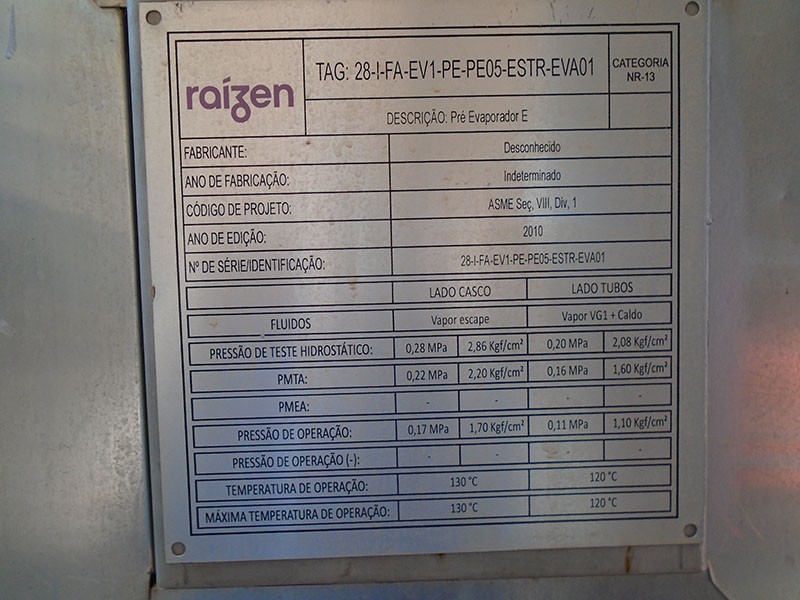 raízen
TAG: 28-I-FA-EV1-PE-PE05-ESTR-EVA01
CATEGORIA
NR-13
DESCRIÇÃO: Pré Evaporador E
FABRICANTE: Desconhecido
ANO DE FABRICAÇÃO: Indeterminado
CÓDIGO DE PROJETO: ASME Seç, VIII, Div, 1
ANO DE EDIÇÃO: 2010
Nº DE SÉRIE/IDENTIFICAÇÃO: 28-I-FA-EV1-PE-PE05-ESTR-EVA01
LADO CASCO LADO TUBOS
FLUIDOS Vapor escape Vapor VG1 + Caldo
PRESSÃO DE TESTE HIDROSTÁTICO: 0,28 MPa 2,86 Kgf/cm² 0,20 MPa 2,08 Kgf/cm²
PMTA: 0,22 MPa 2,20 Kgf/cm² 0,16 MPa 1,60 Kgf/cm²
PMEA: - - - -
PRESSÃO DE OPERAÇÃO: 0,17 MPa 1,70 Kgf/cm² 0,11 MPa 1,10 Kgf/cm²
PRESSÃO DE OPERAÇÃO (-): - - - -
TEMPERATURA DE OPERAÇÃO: 130 °C 120 °C
MÁXIMA TEMPERATURA DE OPERAÇÃO: 130 °C 120 °C